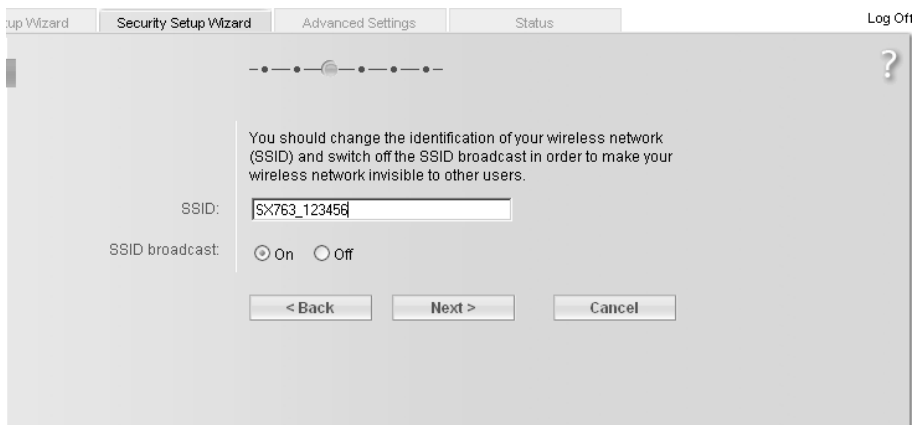 tup Wizard Security Setup Wizard Advanced Settings Status Log Off
?
You should change the identification of your wireless network
(SSID) and switch off the SSID broadcast in order to make your
wireless network invisible to other users.
SSID: SX763_123456
SSID broadcast: On Off
< Back Next > Cancel